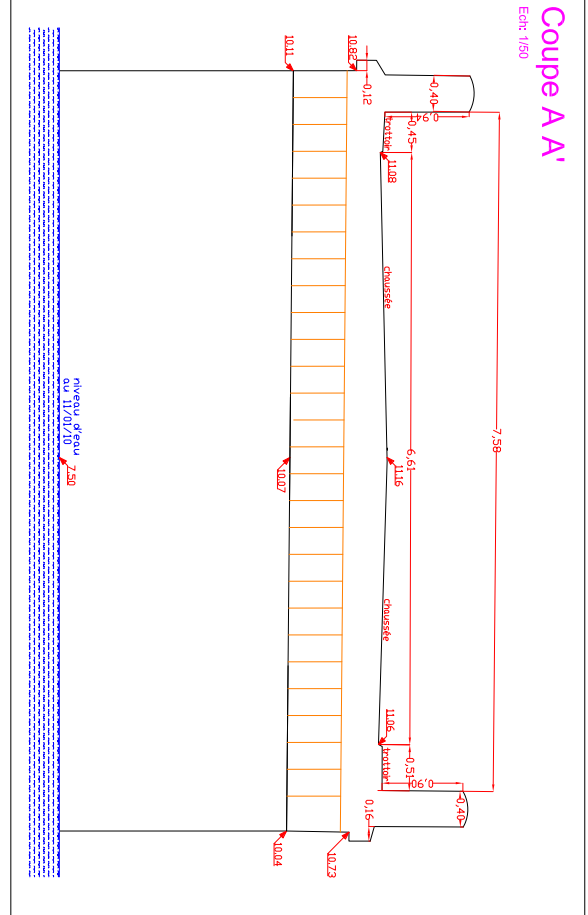 Coupe A A'
Ech: 1/50
7,58
0,40
0,94
0,90
0,40
0,45
6,61
0,51
trottoir
trottoir
11.08
chaussée
11.16
chaussée
11.06
0,12
0,16
10.82
10.73
10.11
10.07
10.04
niveau d'eau
au 11/01/10
7.50